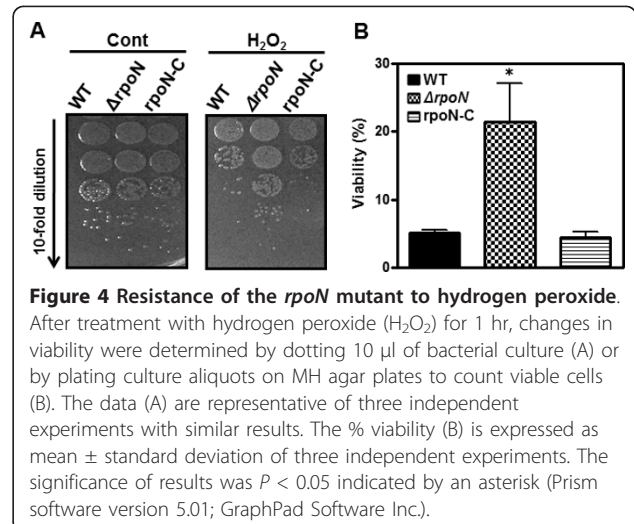 A
Cont
H2O2
WT
ΔrpoN
rpoN-C
WT
ΔrpoN
rpoN-C
10-fold dilution
B
30
20
10
0
Viability (%)
WT
ΔrpoN
rpoN-C
*
Figure 4 Resistance of the rpoN mutant to hydrogen peroxide.
After treatment with hydrogen peroxide (H2O2) for 1 hr, changes in
viability were determined by dotting 10 μl of bacterial culture (A) or
by plating culture aliquots on MH agar plates to count viable cells
(B). The data (A) are representative of three independent
experiments with similar results. The % viability (B) is expressed as
mean ± standard deviation of three independent experiments. The
significance of results was P < 0.05 indicated by an asterisk (Prism
software version 5.01; GraphPad Software Inc.).